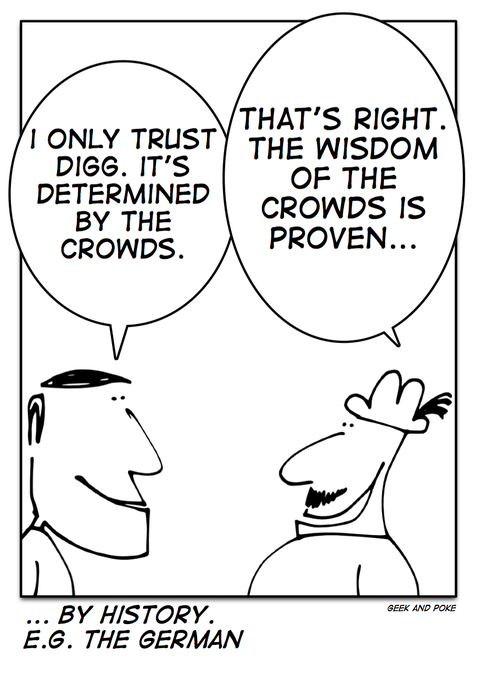 I ONLY TRUST
DIGG. IT'S
DETERMINED
BY THE
CROWDS.
THAT'S RIGHT.
THE WISDOM
OF THE
CROWDS IS
PROVEN...
GEEK AND POKE
... BY HISTORY.
E.G. THE GERMAN